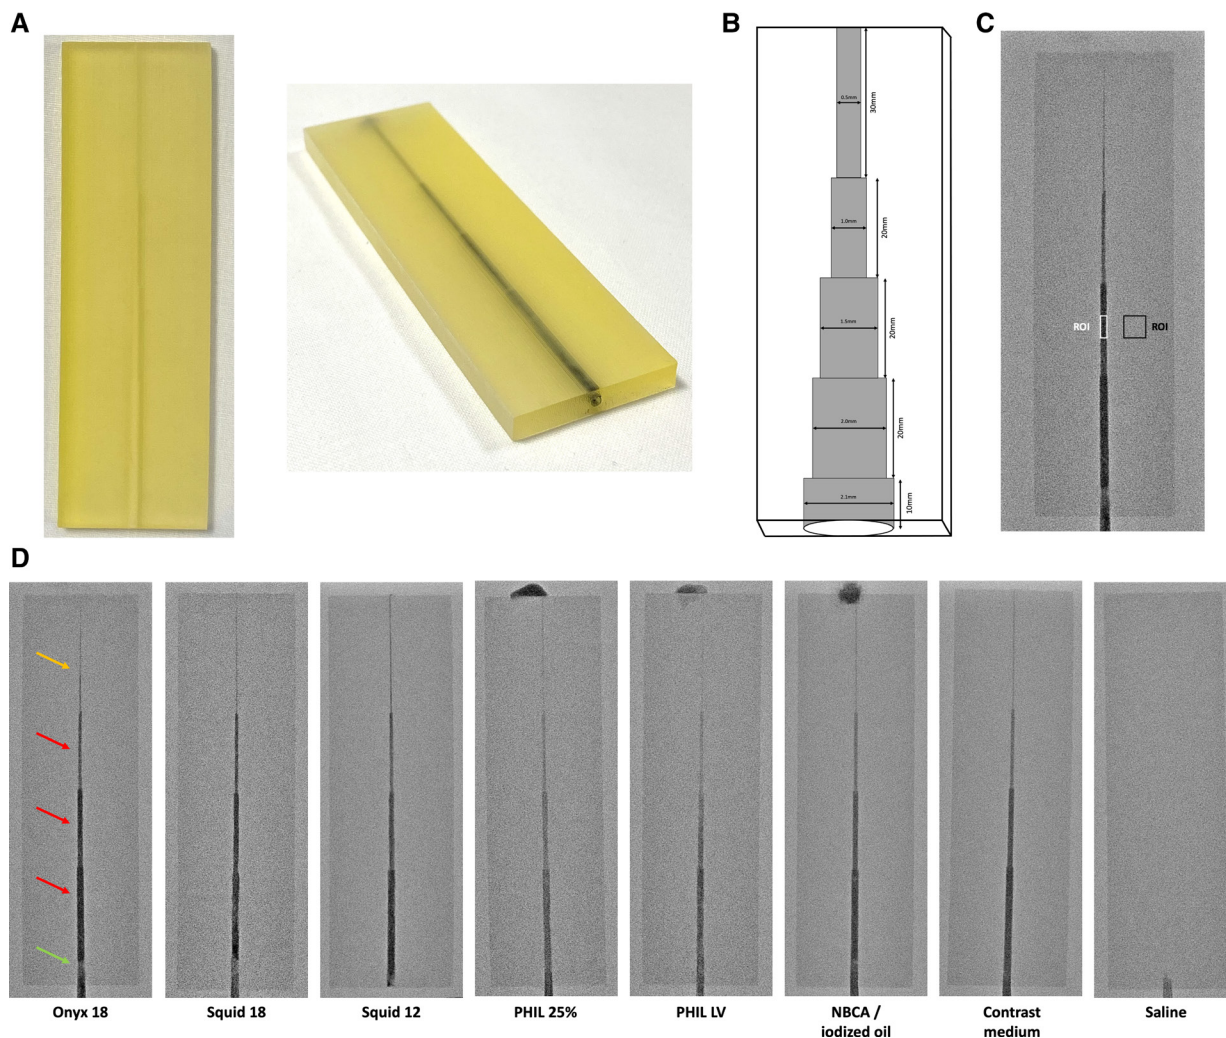 A
B
C
0.5mm
30mm
1.0mm
20mm
1.5mm
20mm
2.0mm
20mm
2.1mm
10mm
ROI
ROI
D
Onyx 18
Squid 18
Squid 12
PHIL 25%
PHIL LV
NBCA /
iodized oil
Contrast
medium
Saline